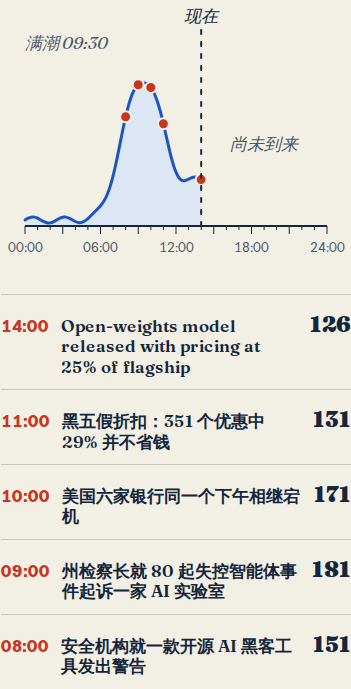 现在
满潮 09:30
尚未到来
00:00 06:00 12:00 18:00 24:00
14:00 Open-weights model 126
released with pricing at
25% of flagship
11:00 黑五假折扣：351 个优惠中 131
29% 并不省钱
10:00 美国六家银行同一个下午相继宕 171
机
09:00 州检察长就 80 起失控智能体事 181
件起诉一家 AI 实验室
08:00 安全机构就一款开源 AI 黑客工 151
具发出警告